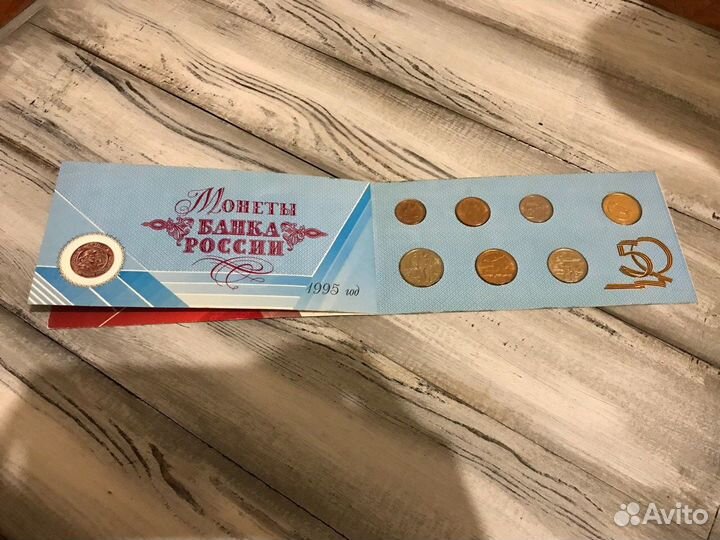 Монеты
БАНКА
РОССИИ
1995 год
50
Avito